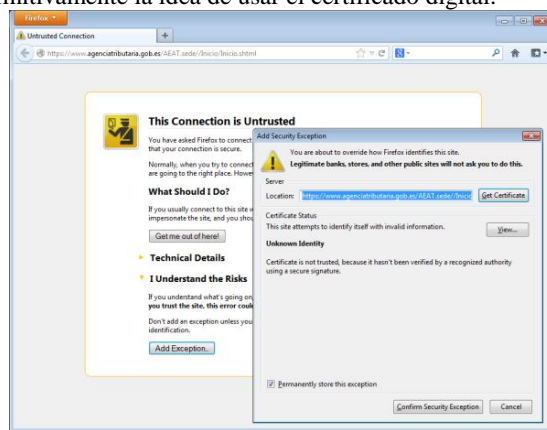 la idea de usar el certificado digital.
Firefox
Untrusted Connection
https://www.agenciatributaria.gob.es/AEAT.sede//Inicio/Inicio.shtml
This Connection is Untrusted
You have asked Firefox to connect
that your connection is secure.
Normally, when you try to connect
are going to the right place. Howe
What Should I Do?
If you usually connect to this site
impersonate the site, and you shou
Get me out of here!
Technical Details
I Understand the Risks
If you understand what's going on,
you trust the site, this error could
Don't add an exception unless you
identification.
Add Exception...
Add Security Exception
You are about to override how Firefox identifies this site.
Legitimate banks, stores, and other public sites will not ask you to do this.
Server
Location: https://www.agenciatributaria.gob.es/AEAT.sede//Inicio
Get Certificate
Certificate Status
This site attempts to identify itself with invalid information.
View...
Unknown Identity
Certificate is not trusted, because it hasn't been verified by a recognized authority
using a secure signature.
Permanently store this exception
Confirm Security Exception
Cancel